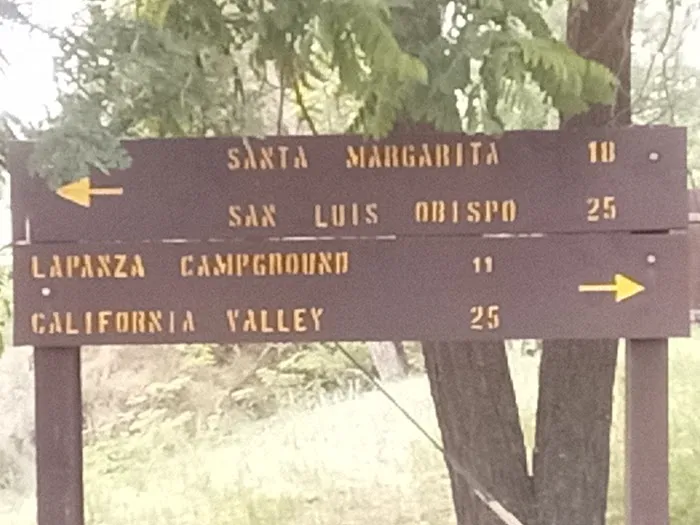 SANTA MARGARITA 18
SAN LUIS OBISPO 25
LAPANZA CAMPGROUND 11
CALIFORNIA VALLEY 25